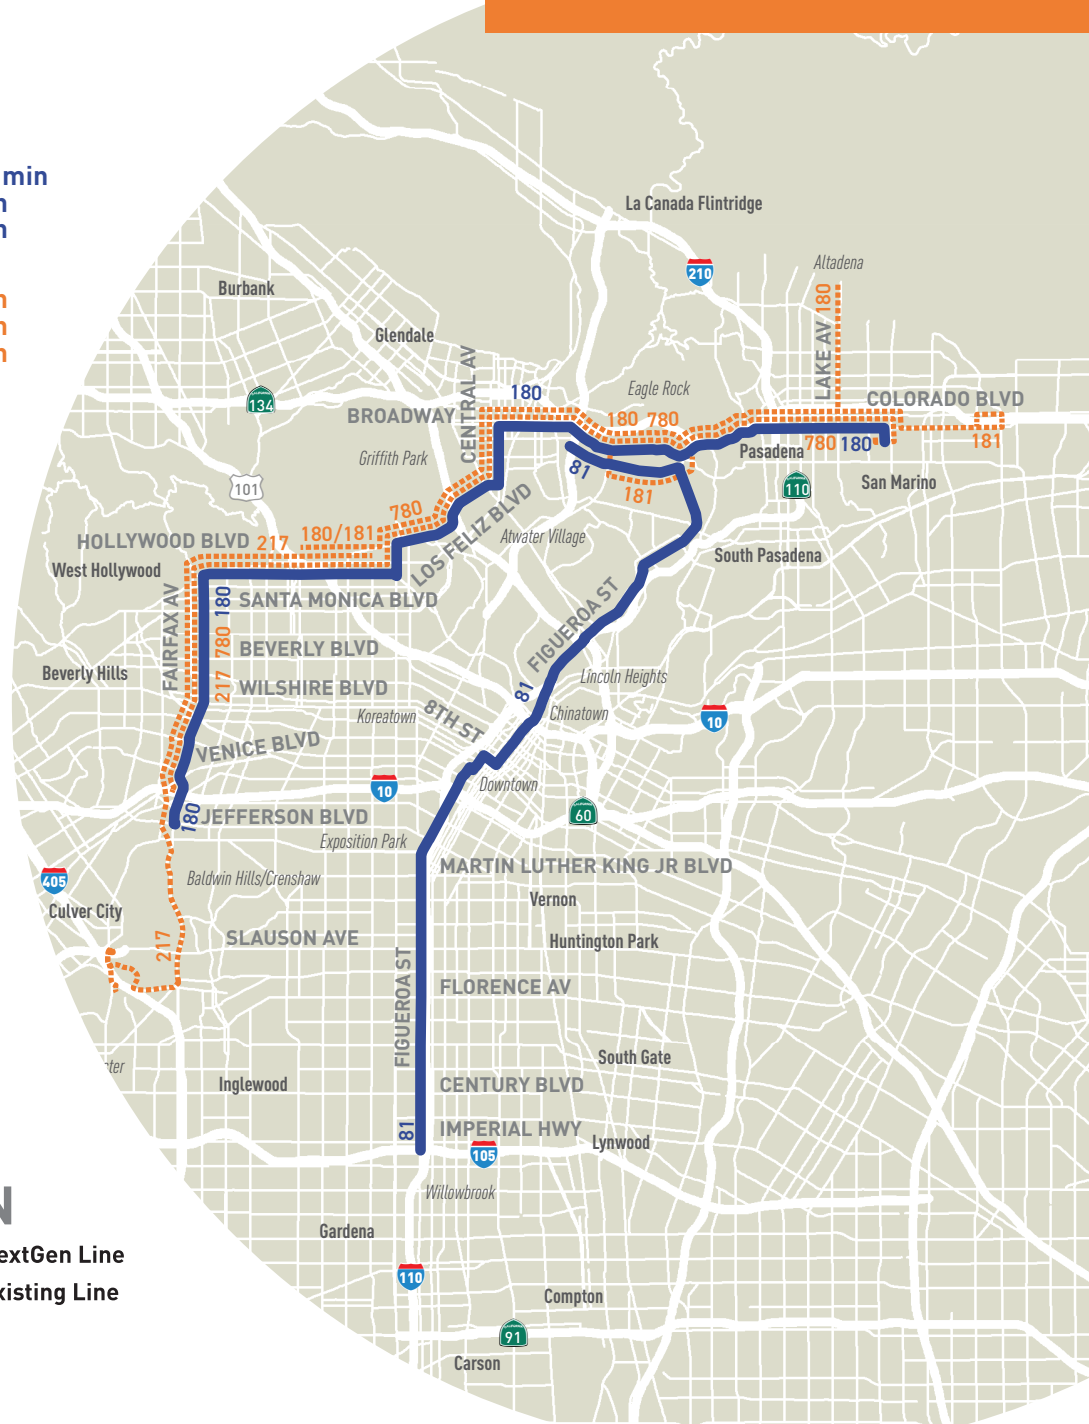 min
La Canada Flintridge
210
Altadena
Burbank
180
Glendale
LAKE AV
CENTRAL AV
180
Eagle Rock
134
COLORADO BLVD
BROADWAY
180 780
Griffith Park
Pasadena
780 180
181
81
101
181
110
San Marino
780
HOLLYWOOD BLVD
217
180/181
LOS FELIZ BLVD
Atwater Village
West Hollywood
South Pasadena
FAIRFAX AV
180
SANTA MONICA BLVD
FIGUEROA ST
780
BEVERLY BLVD
Beverly Hills
Lincoln Heights
217
WILSHIRE BLVD
81
Koreatown
8TH ST
Chinatown
10
VENICE BLVD
Downtown
10
180
JEFFERSON BLVD
60
Exposition Park
MARTIN LUTHER KING JR BLVD
405
Baldwin Hills/Crenshaw
Vernon
Culver City
SLAUSON AVE
Huntington Park
217
FIGUEROA ST
FLORENCE AV
South Gate
Inglewood
CENTURY BLVD
81
IMPERIAL HWY
Lynwood
105
Willowbrook
Gardena
extGen Line
110
xisting Line
Compton
91
Carson